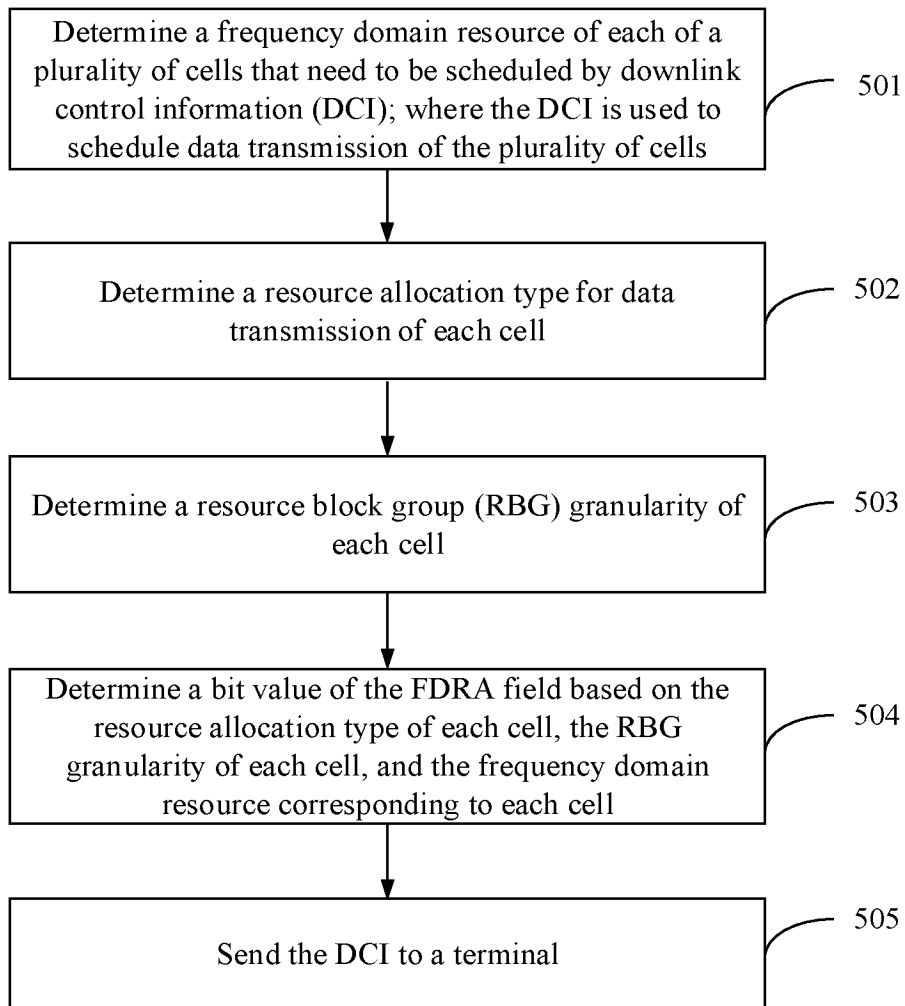 Determine a frequency domain resource of each of a
plurality of cells that need to be scheduled by downlink
control information (DCI); where the DCI is used to
schedule data transmission of the plurality of cells
501
Determine a resource allocation type for data
transmission of each cell
502
Determine a resource block group (RBG) granularity of
each cell
503
Determine a bit value of the FDRA field based on the
resource allocation type of each cell, the RBG
granularity of each cell, and the frequency domain
resource corresponding to each cell
504
Send the DCI to a terminal
505